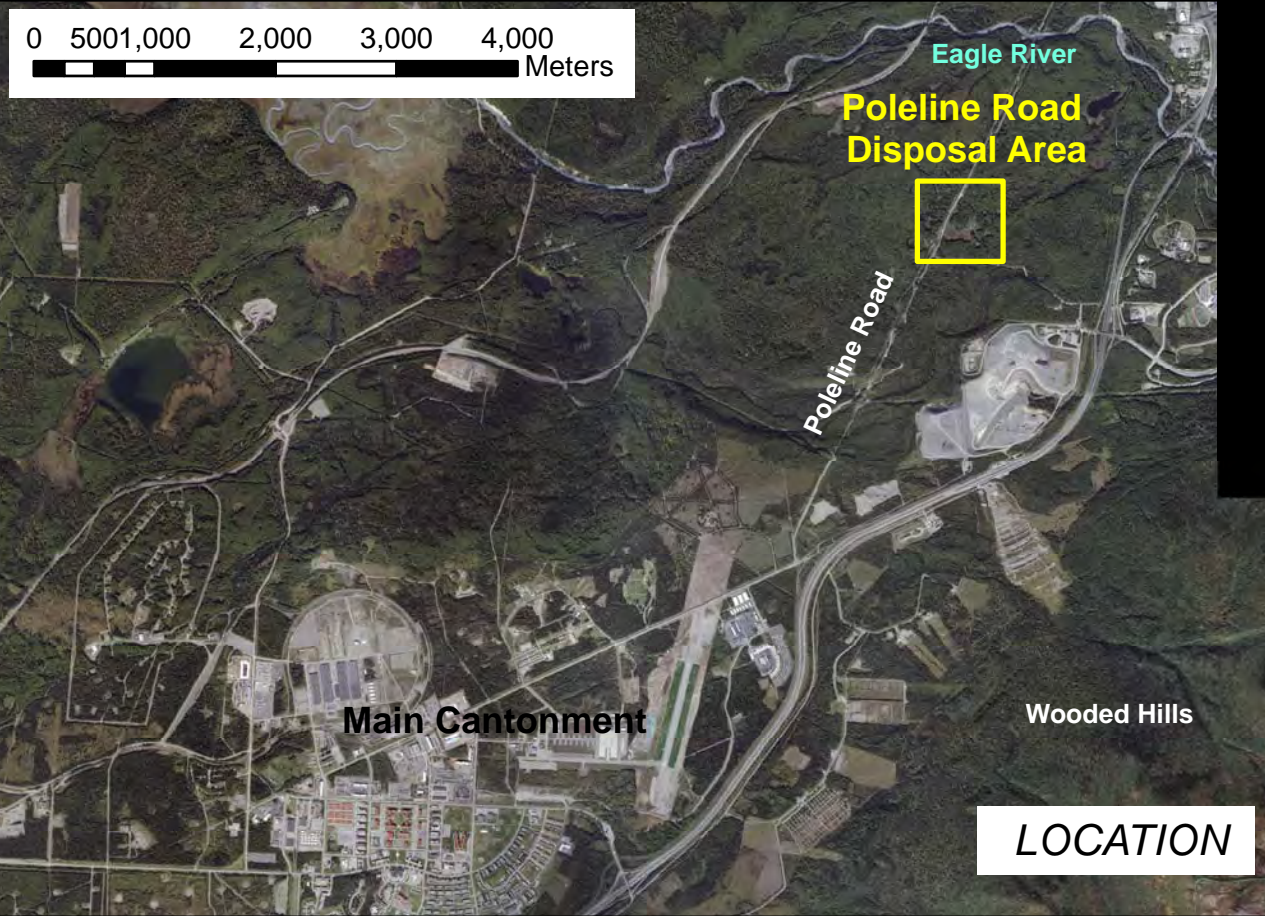 0 5001,000 2,000 3,000 4,000
Meters
Eagle River
Poleline Road
Disposal Area
Poleline Road
Main Cantonment
Wooded Hills
LOCATION